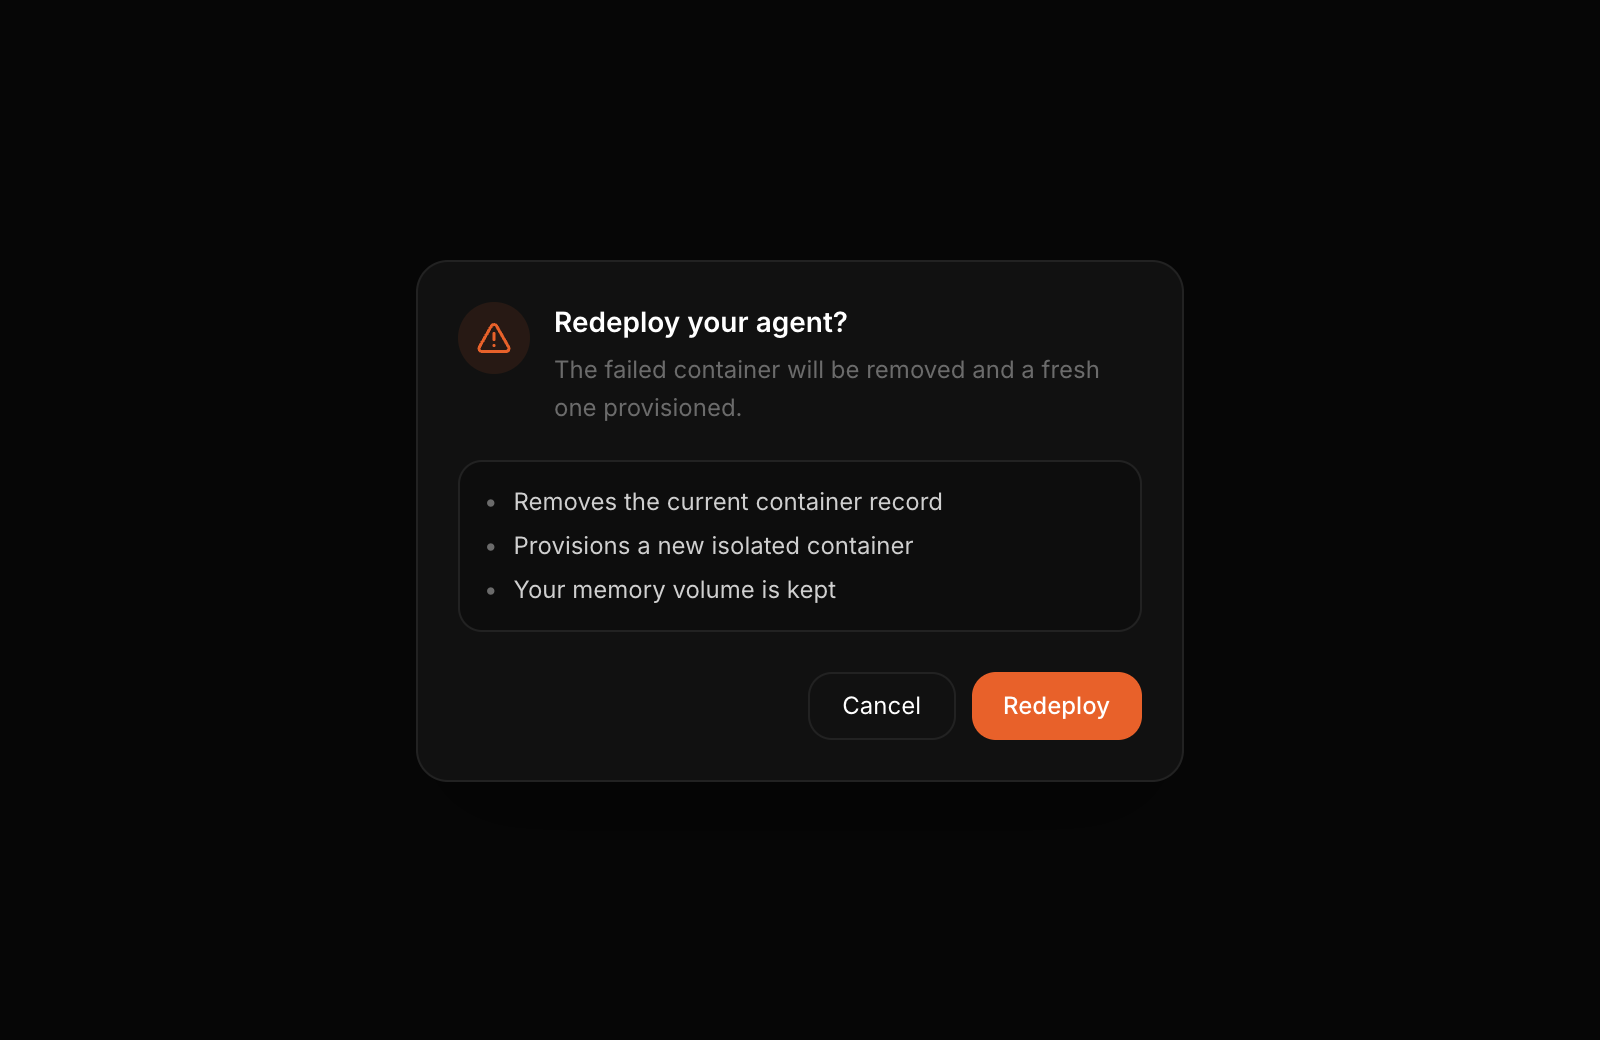 Redeploy your agent?
The failed container will be removed and a fresh
one provisioned.
Removes the current container record
Provisions a new isolated container
Your memory volume is kept
Cancel
Redeploy